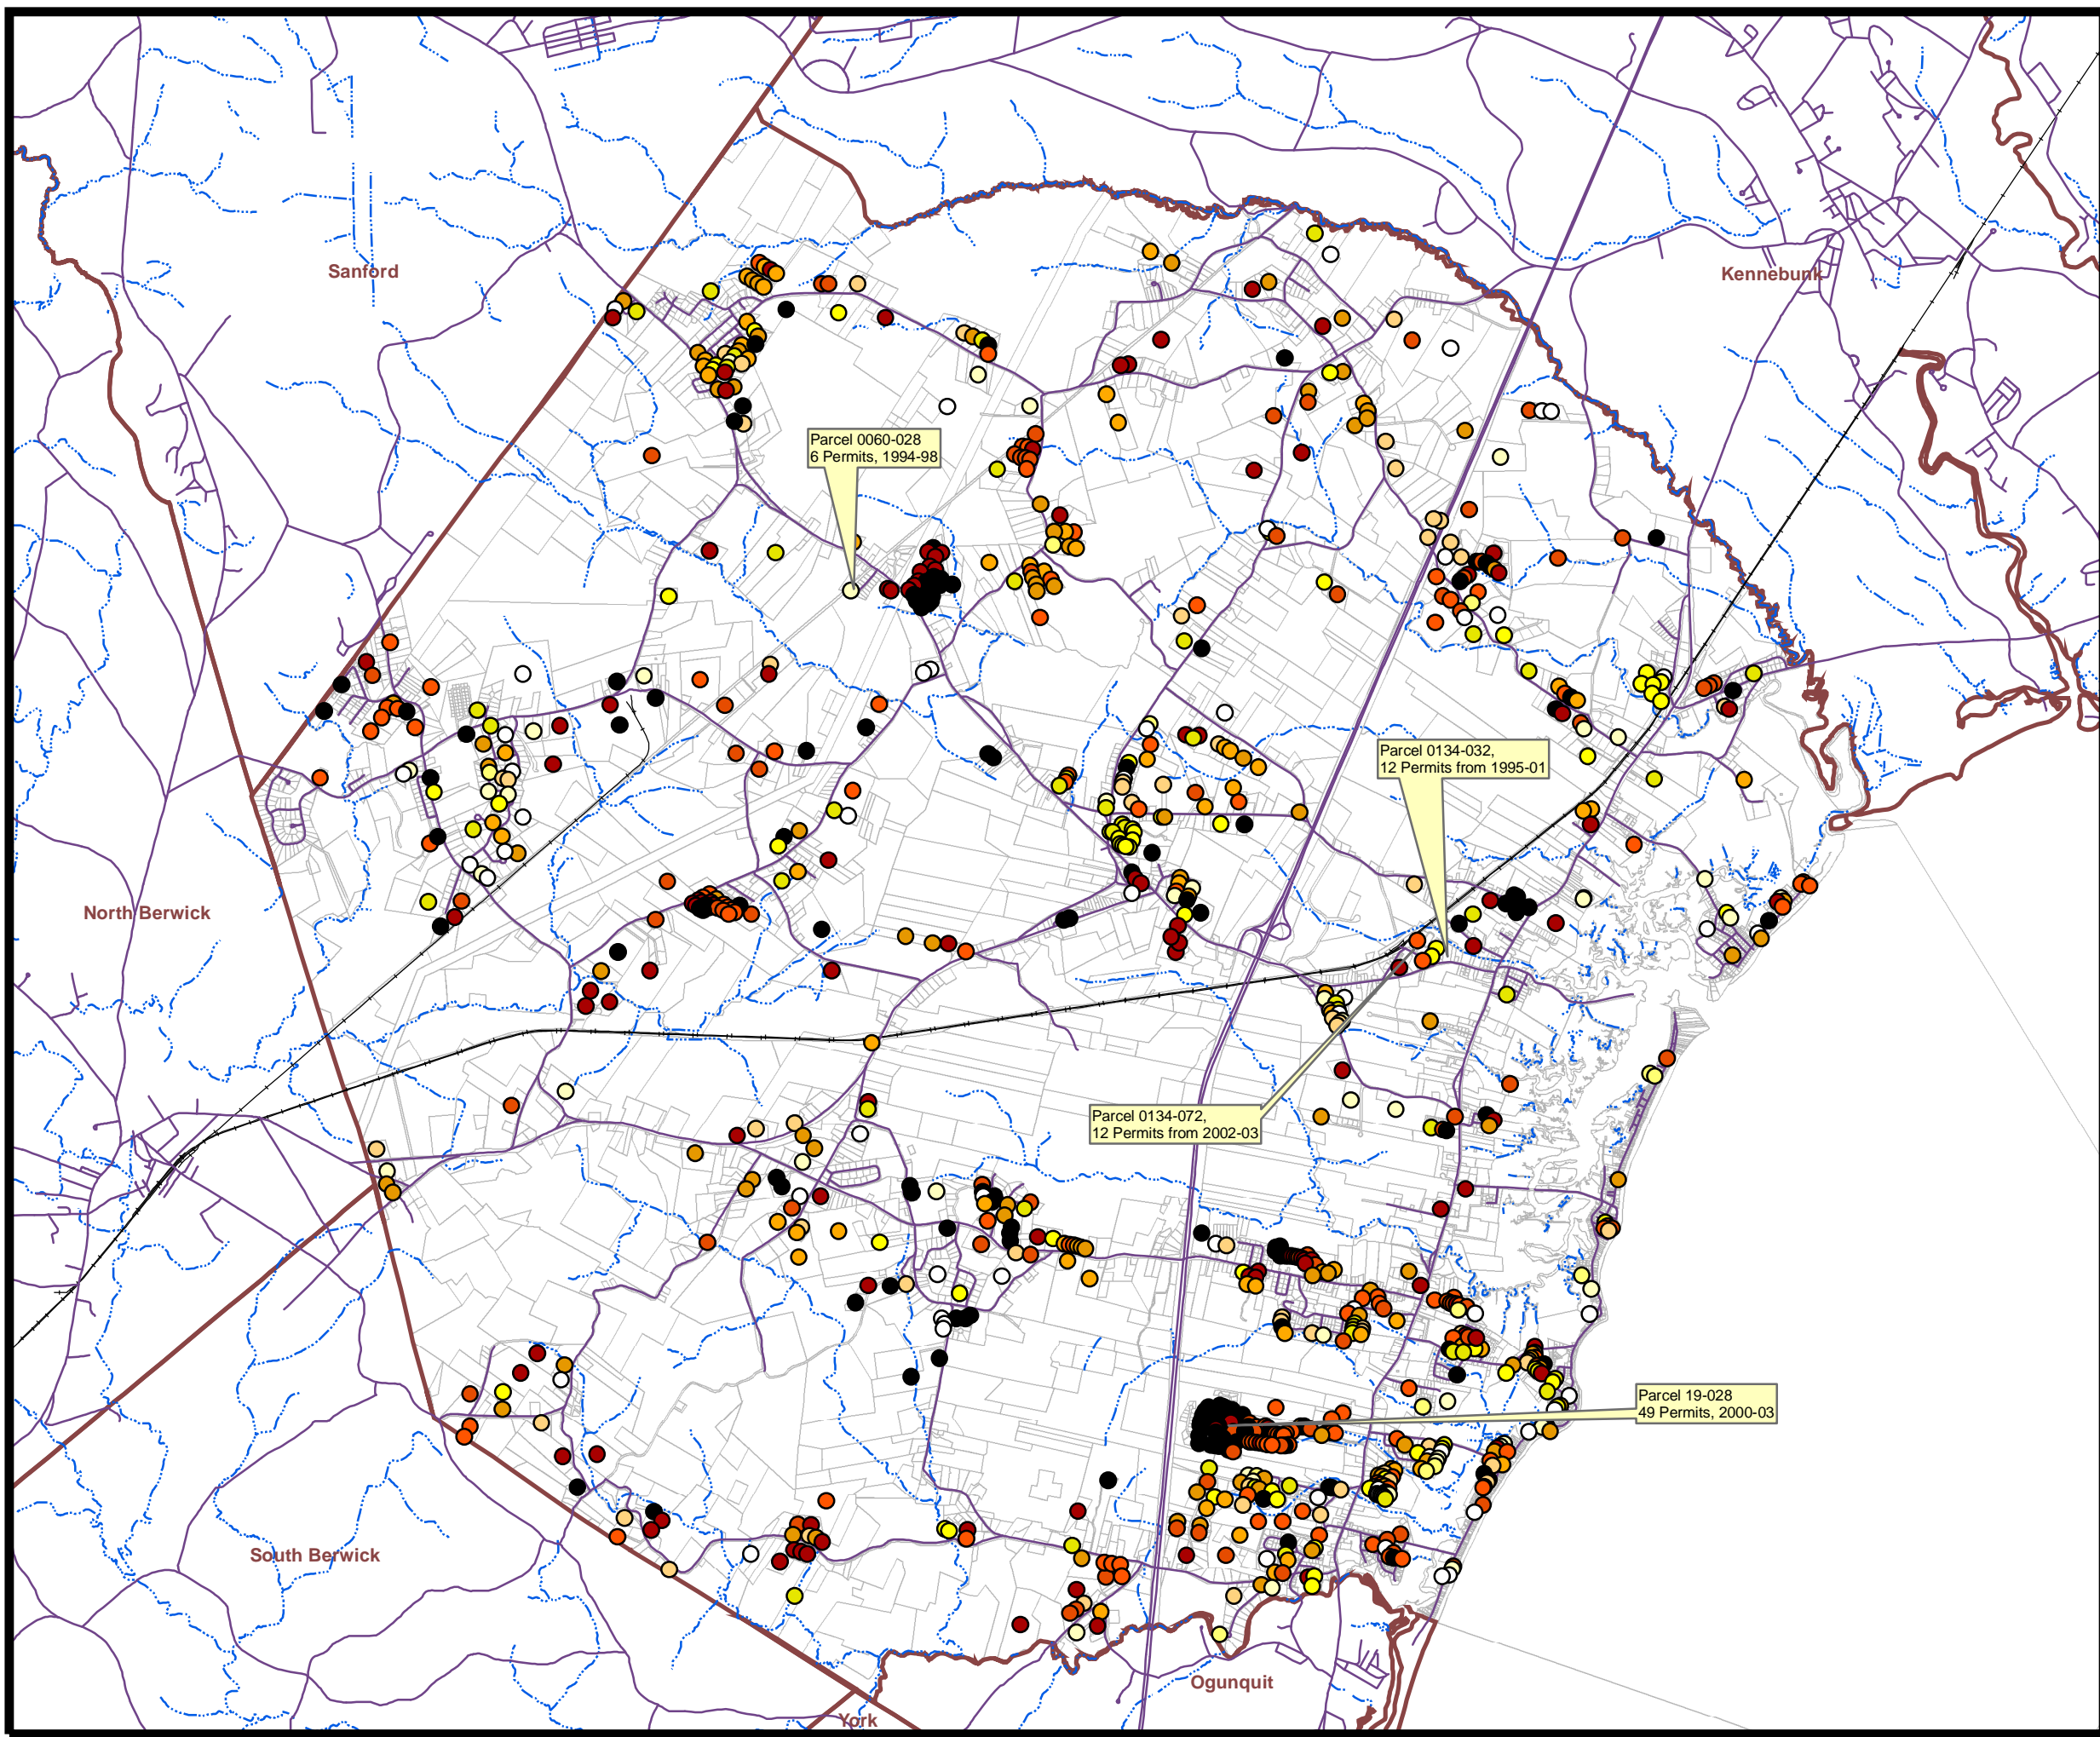 Sanford
Kennebunk
Parcel 0060-028
6 Permits, 1994-98
Parcel 0134-032,
12 Permits from 1995-01
North Berwick
Parcel 0134-072,
12 Permits from 2002-03
Parcel 19-028
49 Permits, 2000-03
South Berwick
Ogunquit
York